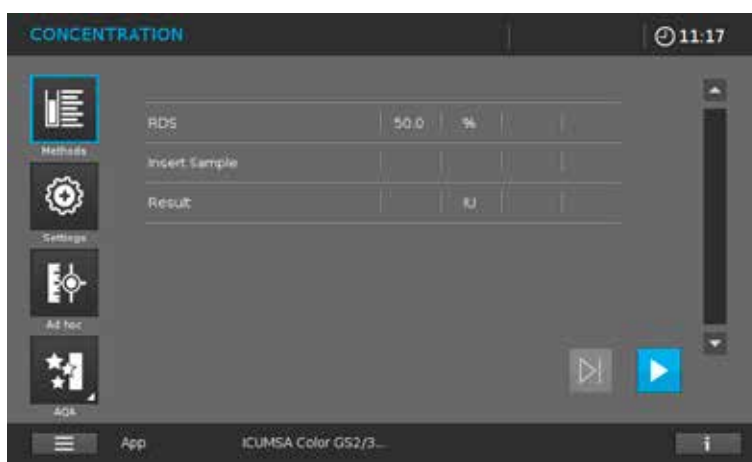 CONCENTRATION 11:17
Methods
RDS 50.0 %
Insert Sample
Result IU
Settings
Ad hoc
AQA
App ICUMSA Color GS2/3...
i